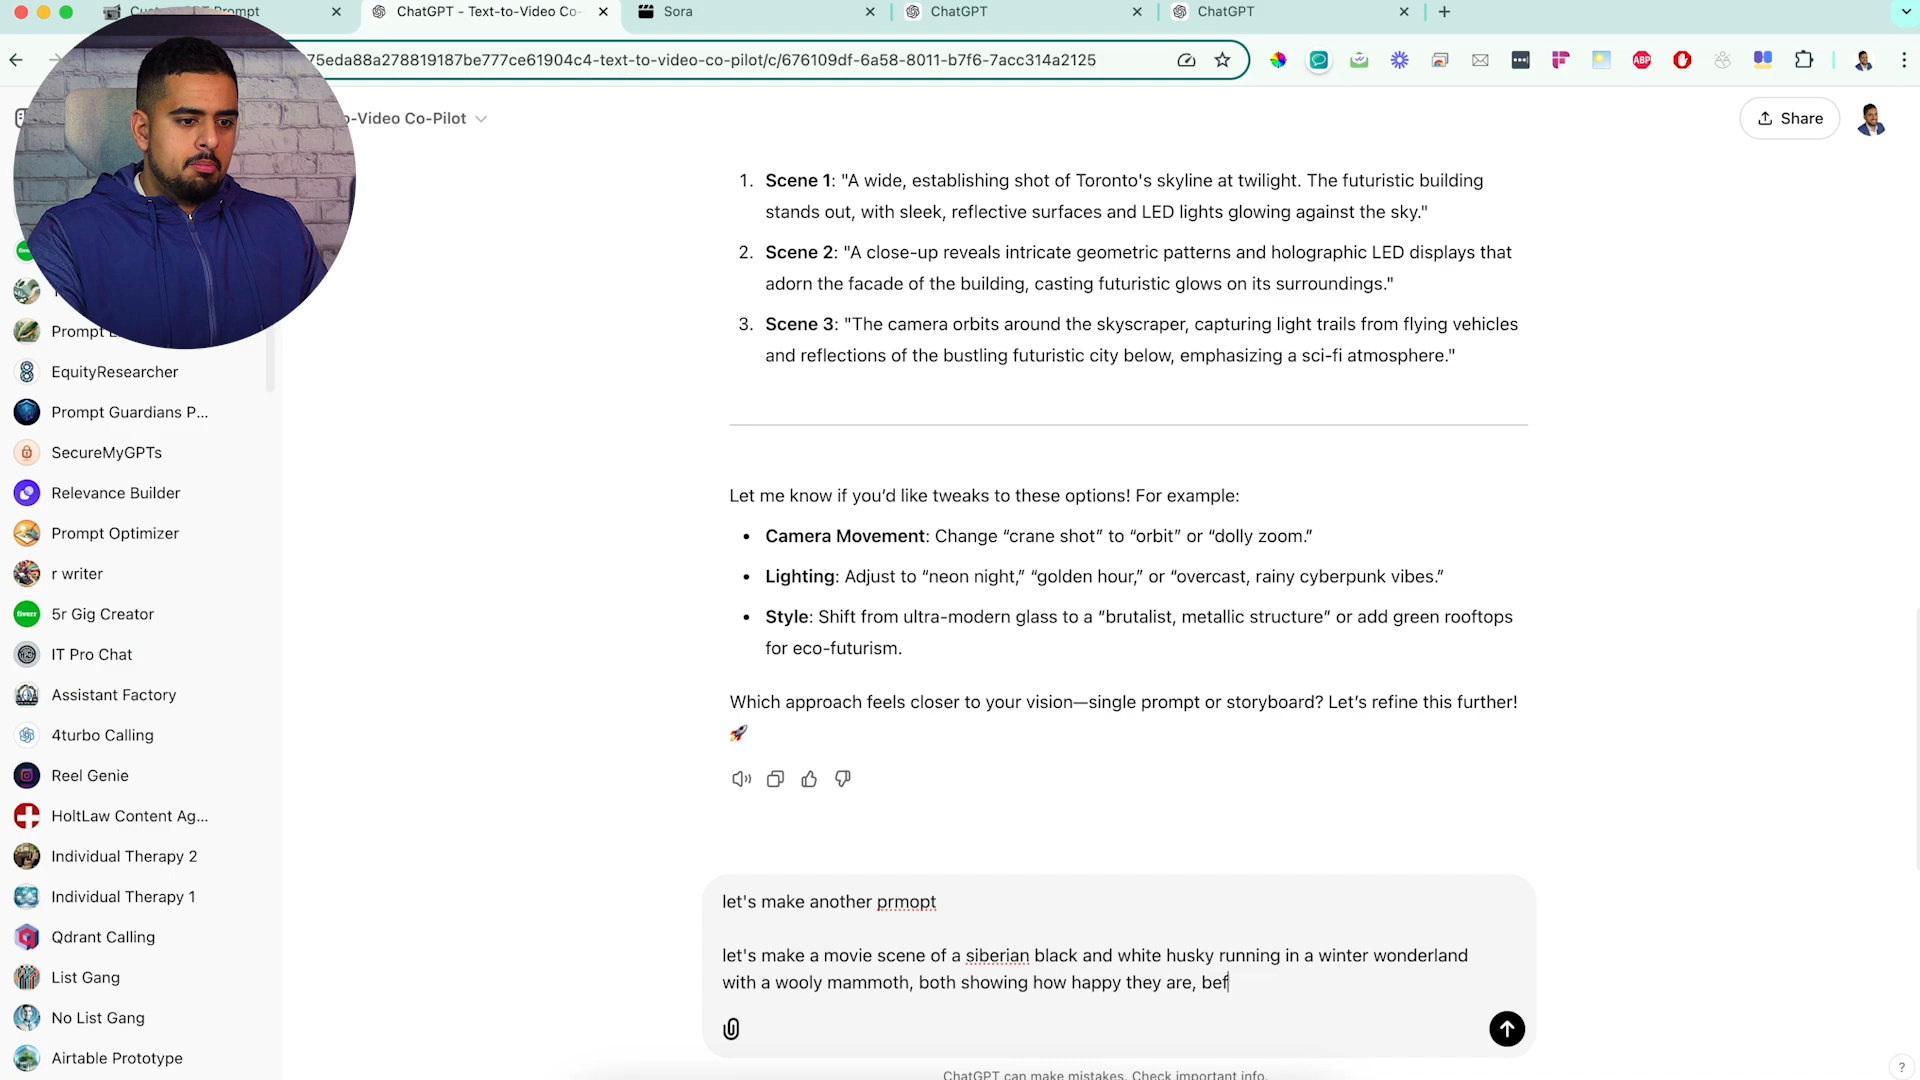 Prompt
ChatGPT - Text-to-Video Co-
Sora
ChatGPT
ChatGPT
75eda88a278819187be777ce61904c4-text-to-video-co-pilot/c/676109df-6a58-8011-b7f6-7acc314a2125
ABP
o-Video Co-Pilot
Share
1. Scene 1: "A wide, establishing shot of Toronto's skyline at twilight. The futuristic building
stands out, with sleek, reflective surfaces and LED lights glowing against the sky."
2. Scene 2: "A close-up reveals intricate geometric patterns and holographic LED displays that
adorn the facade of the building, casting futuristic glows on its surroundings."
3. Scene 3: "The camera orbits around the skyscraper, capturing light trails from flying vehicles
and reflections of the bustling futuristic city below, emphasizing a sci-fi atmosphere."
Let me know if you’d like tweaks to these options! For example:
• Camera Movement: Change “crane shot” to “orbit” or “dolly zoom.”
• Lighting: Adjust to “neon night,” “golden hour,” or “overcast, rainy cyberpunk vibes.”
• Style: Shift from ultra-modern glass to a “brutalist, metallic structure” or add green rooftops
for eco-futurism.
Which approach feels closer to your vision—single prompt or storyboard? Let’s refine this further!
🚀
Prompt
EquityResearcher
Prompt Guardians P...
SecureMyGPTs
Relevance Builder
Prompt Optimizer
r writer
fiverr
5r Gig Creator
IT Pro Chat
Assistant Factory
4turbo Calling
Reel Genie
HoltLaw Content Ag...
Individual Therapy 2
Individual Therapy 1
Qdrant Calling
List Gang
No List Gang
Airtable Prototype
let's make another prmopt
let's make a movie scene of a siberian black and white husky running in a winter wonderland
with a wooly mammoth, both showing how happy they are, bef
ChatGPT can make mistakes. Check important info.
?